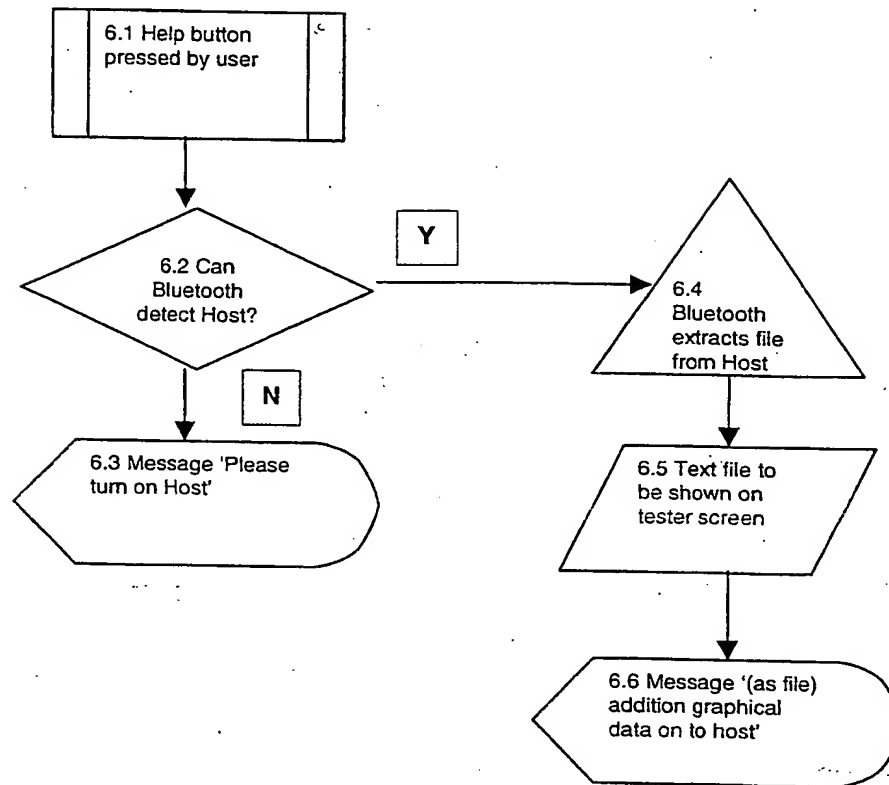 6.1 Help button
pressed by user
6.2 Can
Bluetooth
detect Host?
Y
N
6.3 Message 'Please
turn on Host'
6.4
Bluetooth
extracts file
from Host
6.5 Text file to
be shown on
tester screen
6.6 Message '(as file)
addition graphical
data on to host'